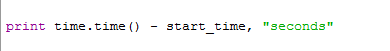 print time.time() - start_time, "seconds"